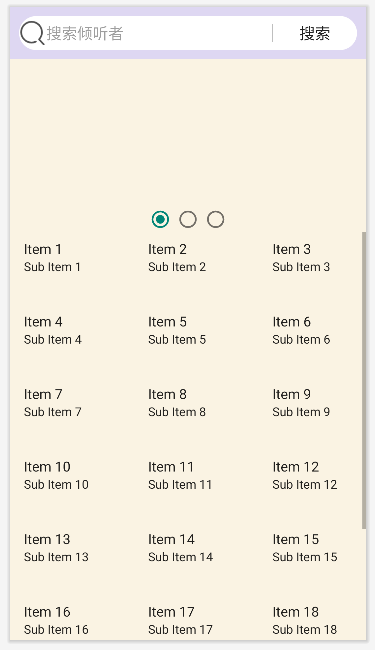 搜索倾听者 搜索
Item 1 Item 2 Item 3
Sub Item 1 Sub Item 2 Sub Item 3
Item 4 Item 5 Item 6
Sub Item 4 Sub Item 5 Sub Item 6
Item 7 Item 8 Item 9
Sub Item 7 Sub Item 8 Sub Item 9
Item 10 Item 11 Item 12
Sub Item 10 Sub Item 11 Sub Item 12
Item 13 Item 14 Item 15
Sub Item 13 Sub Item 14 Sub Item 15
Item 16 Item 17 Item 18
Sub Item 16 Sub Item 17 Sub Item 18